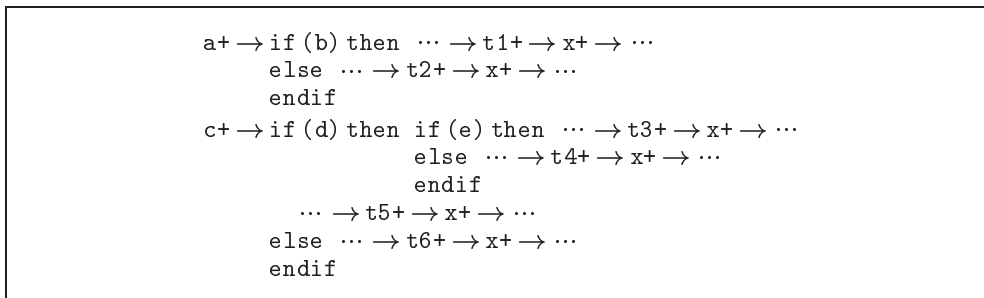 a+ → if (b) then ⋯ → t1+ → x+ → ⋯
else ⋯ → t2+ → x+ → ⋯
endif
c+ → if (d) then if (e) then ⋯ → t3+ → x+ → ⋯
else ⋯ → t4+ → x+ → ⋯
endif
⋯ → t5+ → x+ → ⋯
else ⋯ → t6+ → x+ → ⋯
endif